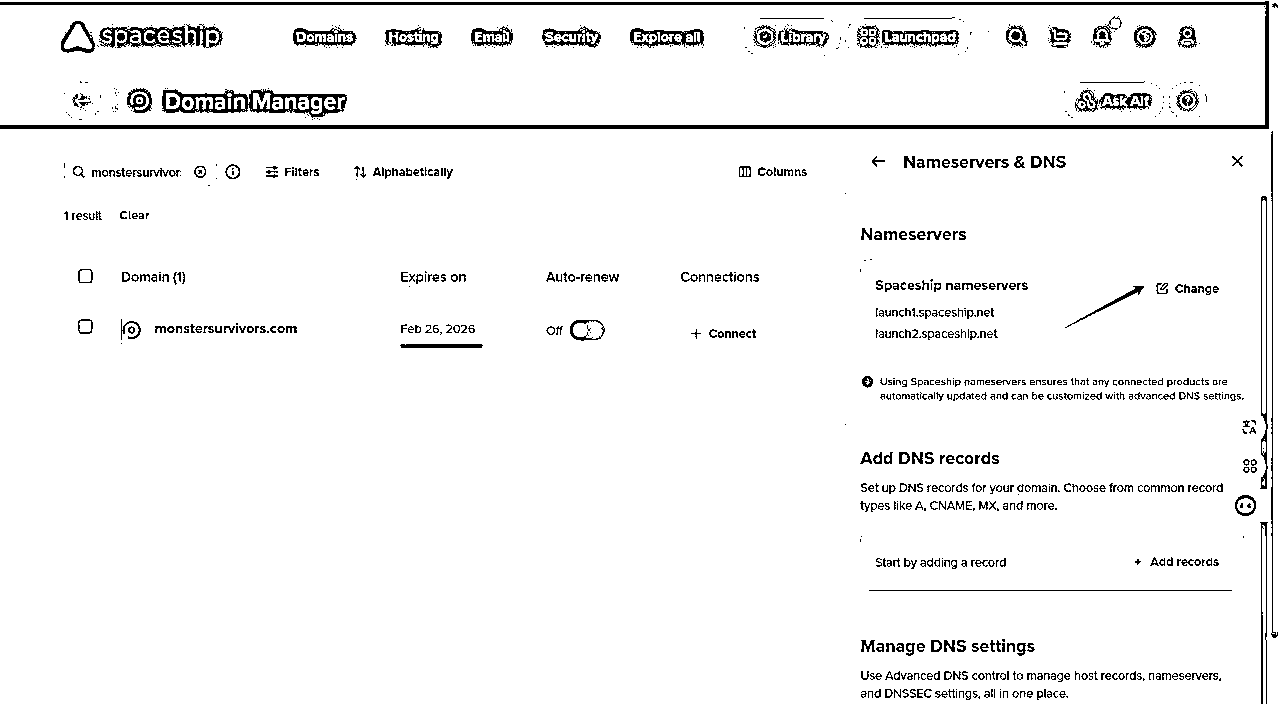 spaceship
Domains
Hosting
Email
Security
Explore all
Library
Launchpad
Domain Manager
Ask Alf
monstersurvivor
Filters
Alphabetically
Columns
1 result
Clear
Domain (1)
Expires on
Auto-renew
Connections
monstersurvivors.com
Feb 26, 2026
Off
Connect
Nameservers & DNS
Nameservers
Spaceship nameservers
Change
launch1.spaceship.net
launch2.spaceship.net
Using Spaceship nameservers ensures that any connected products are
automatically updated and can be customized with advanced DNS settings.
Add DNS records
Set up DNS records for your domain. Choose from common record
types like A, CNAME, MX, and more.
Start by adding a record
+ Add records
Manage DNS settings
Use Advanced DNS control to manage host records, nameservers,
and DNSSEC settings, all in one place.